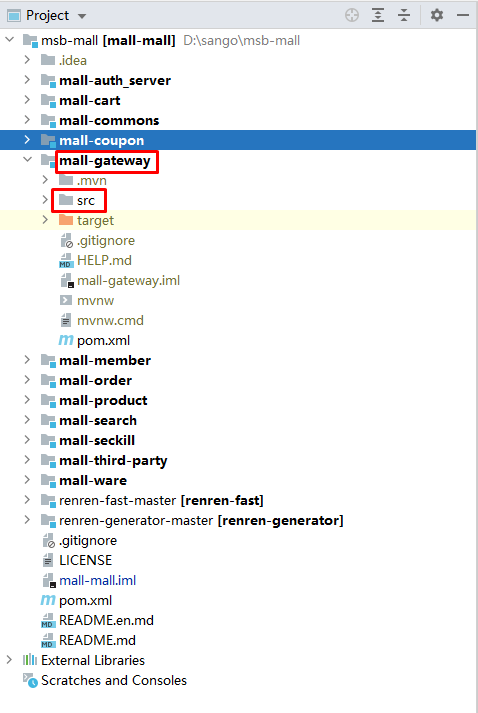 Project
msb-mall [mall-mall] D:\sango\msb-mall
.idea
mall-auth_server
mall-cart
mall-commons
mall-coupon
mall-gateway
.mvn
src
target
.gitignore
HELP.md
mall-gateway.iml
mvnw
mvnw.cmd
pom.xml
mall-member
mall-order
mall-product
mall-search
mall-seckill
mall-third-party
mall-ware
renren-fast-master [renren-fast]
renren-generator-master [renren-generator]
.gitignore
LICENSE
mall-mall.iml
pom.xml
README.en.md
README.md
External Libraries
Scratches and Consoles